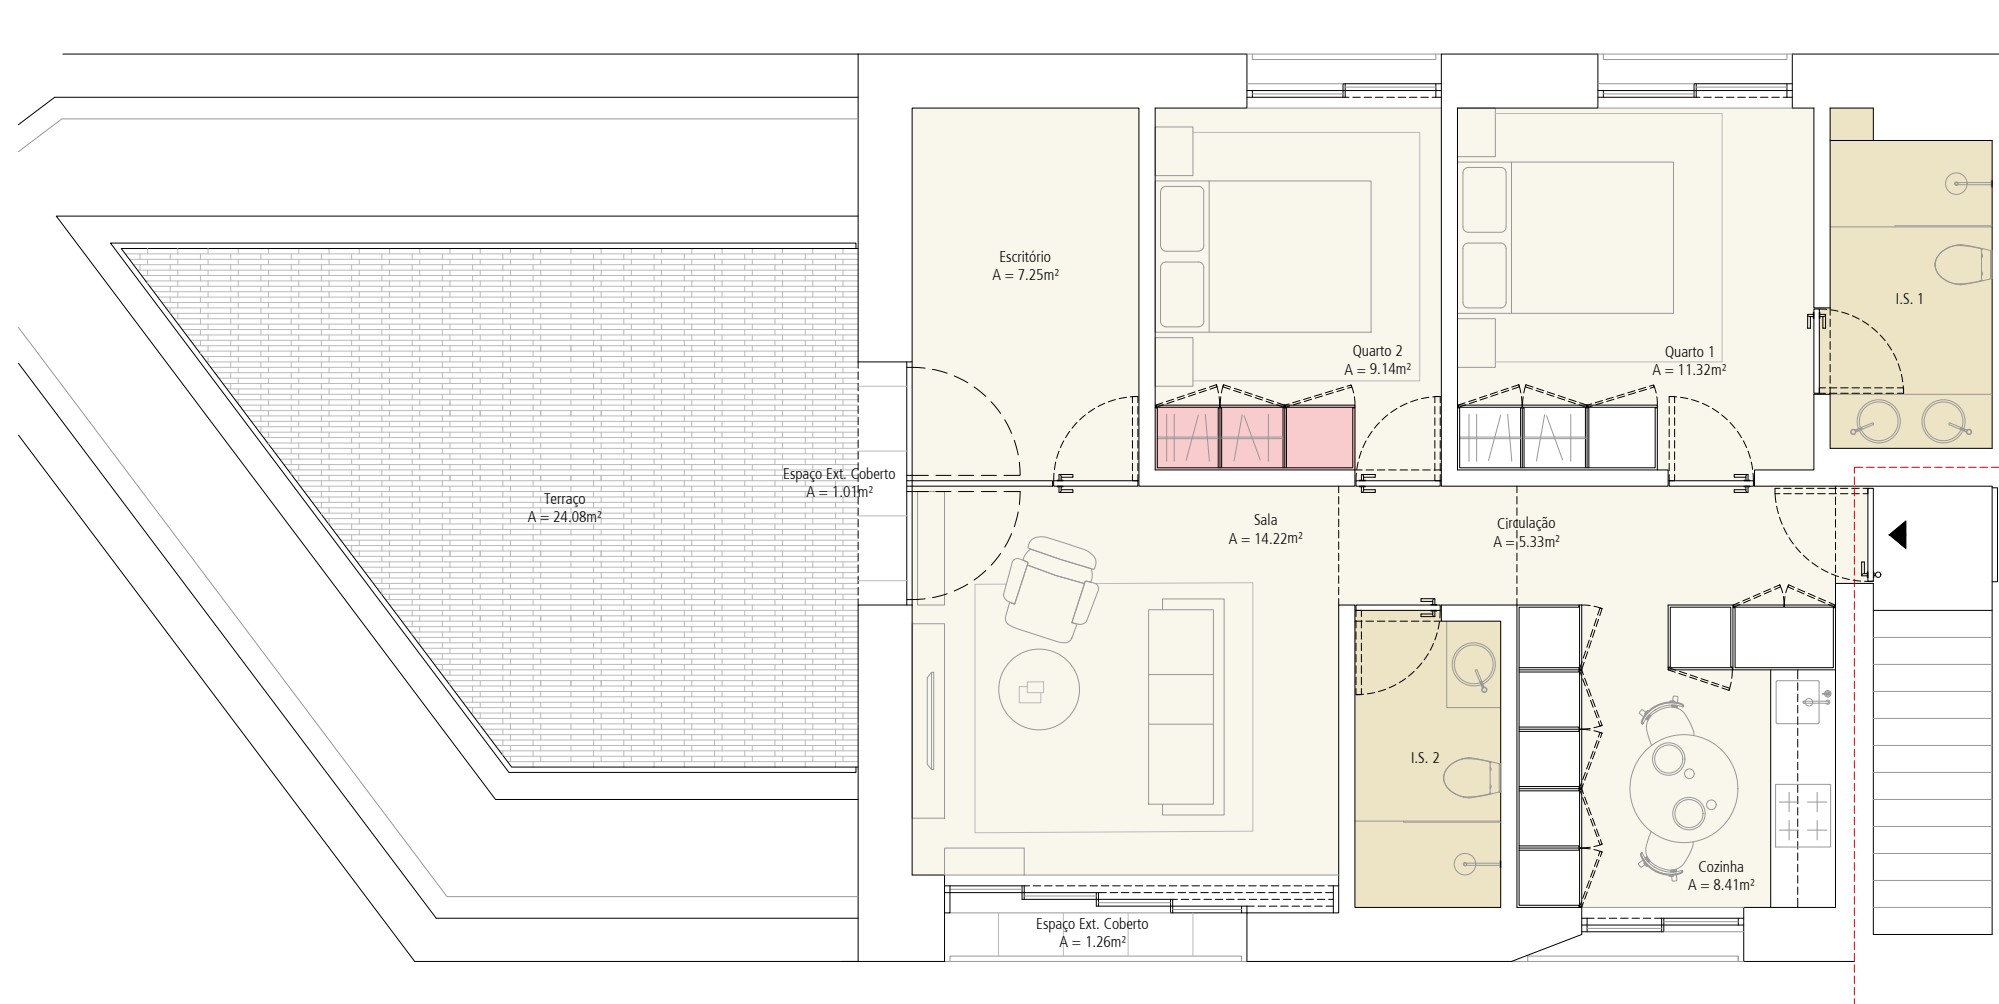 Escritório
A = 7.25m²
Quarto 2
A = 9.14m²
Quarto 1
A = 11.32m²
I.S. 1
Espaço Ext. Coberto
A = 1.01m²
Terraço
A = 24.08m²
Sala
A = 14.22m²
Circulação
A = 5.33m²
I.S. 2
Cozinha
A = 8.41m²
Espaço Ext. Coberto
A = 1.26m²